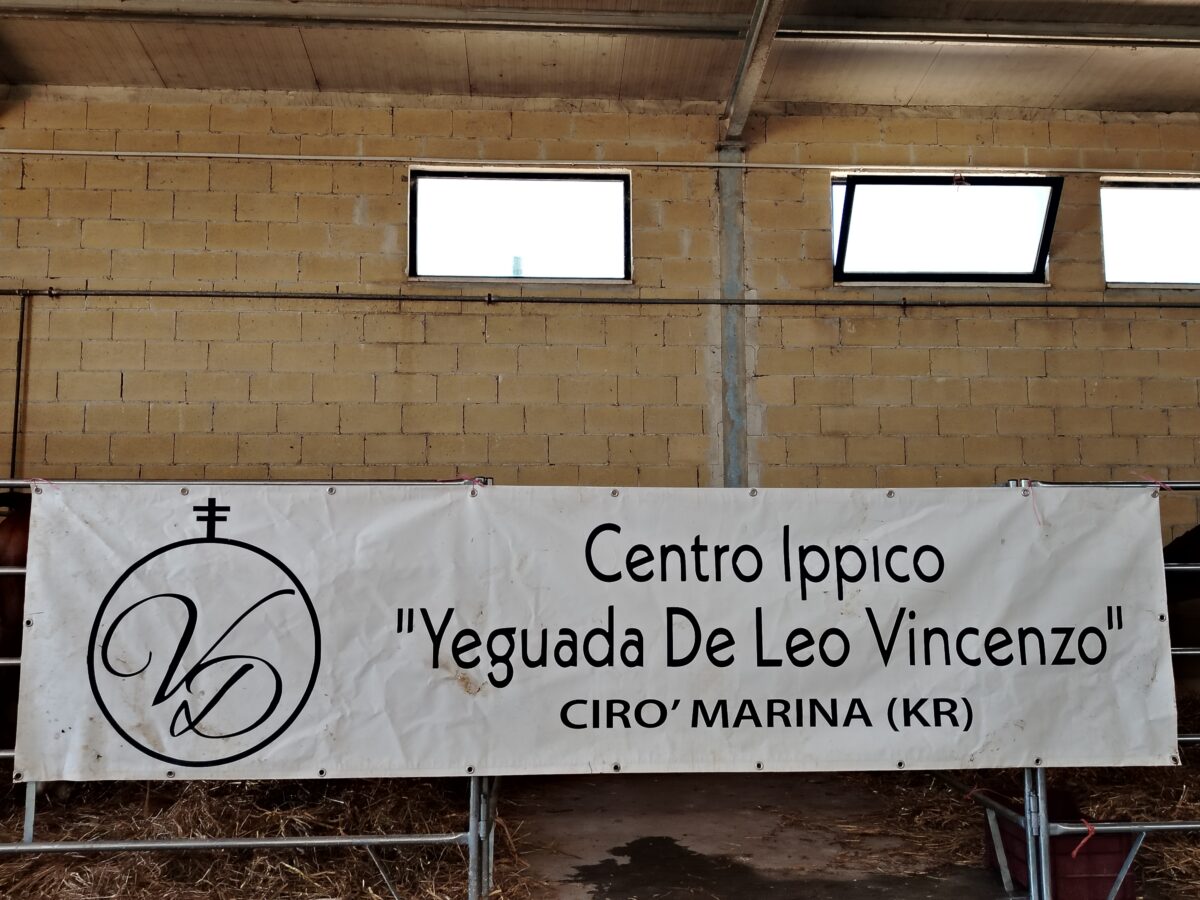 VD
Centro Ippico
"Yeguada De Leo Vincenzo"
CIRO' MARINA (KR)